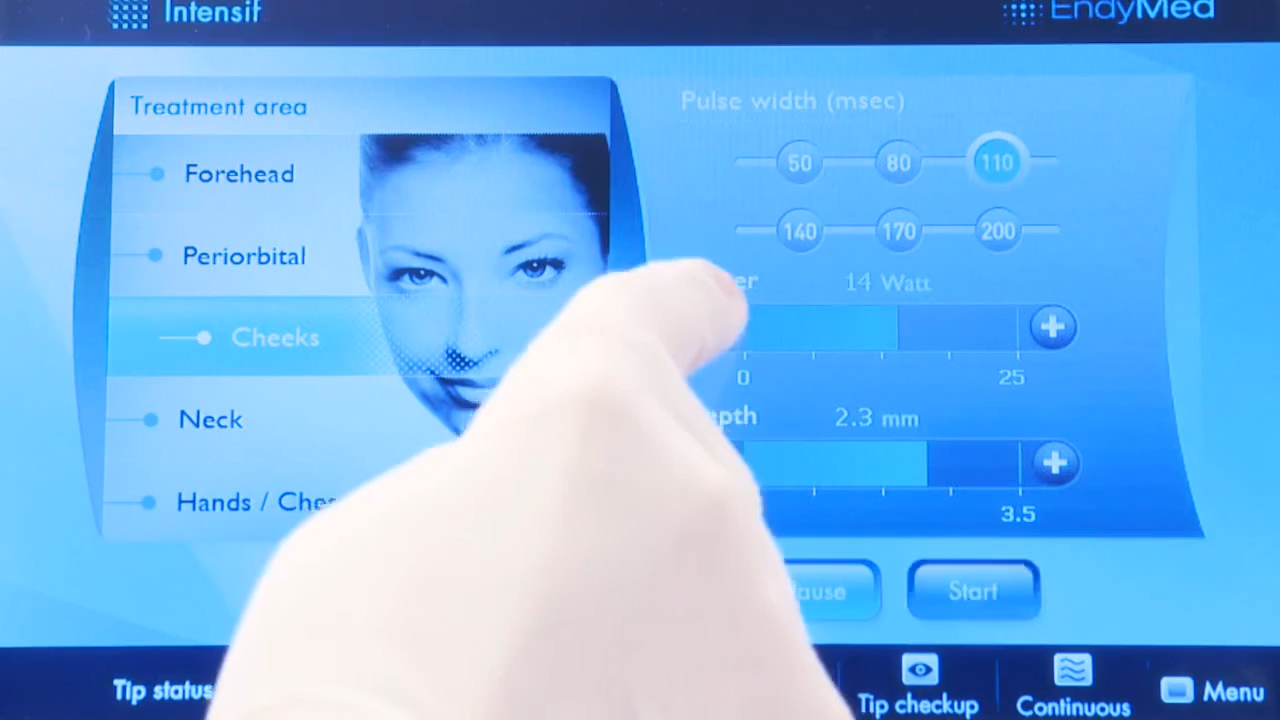 Intensif
EndyMed
Treatment area
Forehead
Periorbital
Cheeks
Neck
Hands /
Pulse width (msec)
50 80 110
140 170 200
14 Watt
0 25
2.3 mm
3.5
Start
Tip status
Tip checkup
Continuous
Menu